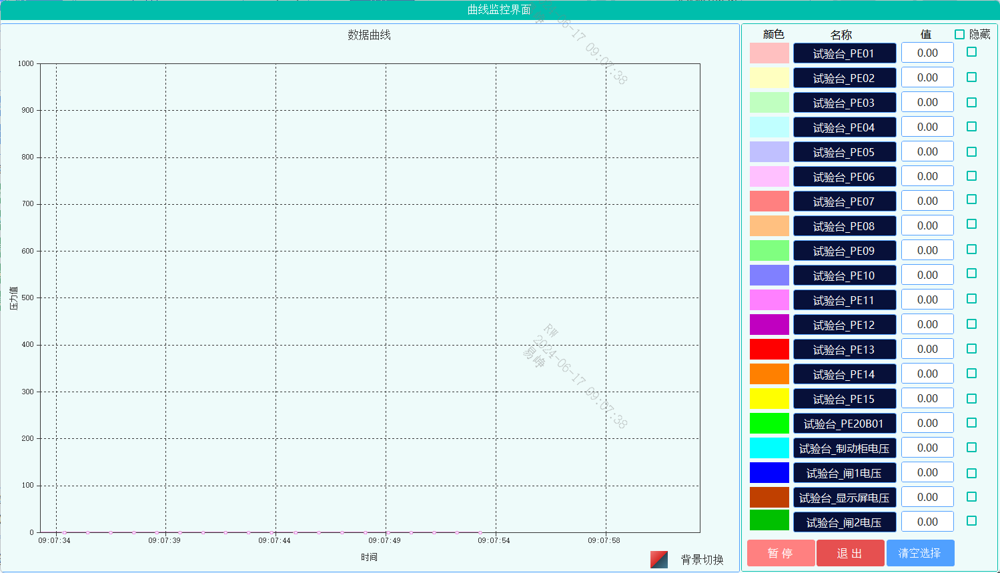 曲线监控界面
数据曲线
1000
900
800
700
600
500
400
300
200
100
0
压力值
09:07:34 09:07:39 09:07:44 09:07:49 09:07:54 09:07:58
时间
背景切换
颜色 名称 值 隐藏
试验台_PE01 0.00
试验台_PE02 0.00
试验台_PE03 0.00
试验台_PE04 0.00
试验台_PE05 0.00
试验台_PE06 0.00
试验台_PE07 0.00
试验台_PE08 0.00
试验台_PE09 0.00
试验台_PE10 0.00
试验台_PE11 0.00
试验台_PE12 0.00
试验台_PE13 0.00
试验台_PE14 0.00
试验台_PE15 0.00
试验台_PE20B01 0.00
试验台_制动柜电压 0.00
试验台_闸1电压 0.00
试验台_显示屏电压 0.00
试验台_闸2电压 0.00
暂 停 退 出 清空选择
RW
2024-06-17 09:07:38
易峥